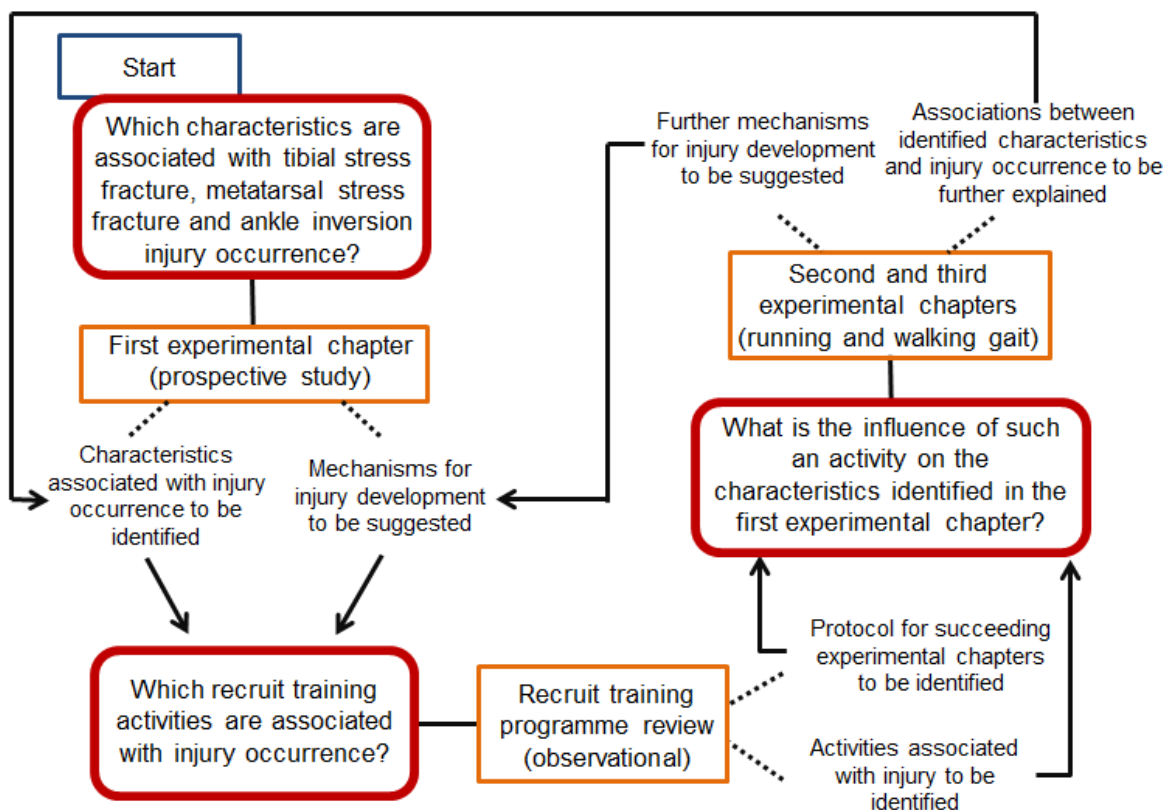 Start
Which characteristics are
associated with tibial stress
fracture, metatarsal stress
fracture and ankle inversion
injury occurrence?
First experimental chapter
(prospective study)
Characteristics
associated with injury
occurrence to be
identified
Mechanisms for
injury development
to be suggested
Which recruit training
activities are associated
with injury occurrence?
Recruit training
programme review
(observational)
Protocol for succeeding
experimental chapters
to be identified
Activities associated
with injury to be
identified
What is the influence of such
an activity on the
characteristics identified in the
first experimental chapter?
Second and third
experimental chapters
(running and walking gait)
Further mechanisms
for injury development
to be suggested
Associations between
identified characteristics
and injury occurrence to be
further explained